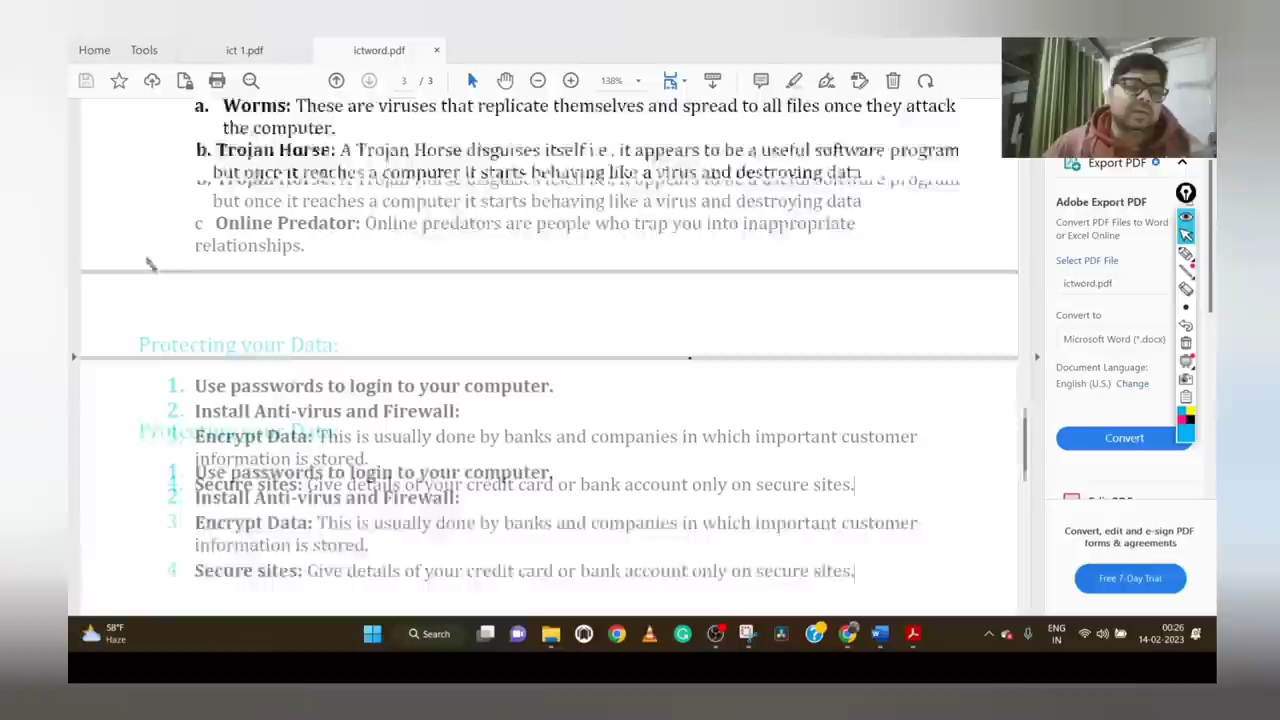 Home Tools ict 1.pdf ictword.pdf ×
3 / 3 138%
a. Worms: These are viruses that replicate themselves and spread to all files once they attack
the computer.
b. Trojan Horse: A Trojan Horse disguises itself i.e , it appears to be a useful software program
but once it reaches a computer it starts behaving like a virus and destroying data
but once it reaches a computer it starts behaving like a virus and destroying data
c Online Predator: Online predators are people who trap you into inappropriate
relationships.
Protecting your Data:
1. Use passwords to login to your computer.
2. Install Anti-virus and Firewall:
Protecting your Data:
Encrypt Data: This is usually done by banks and companies in which important customer
information is stored.
1 Use passwords to login to your computer.
4. Secure sites: Give details of your credit card or bank account only on secure sites.
2 Install Anti-virus and Firewall:
3 Encrypt Data: This is usually done by banks and companies in which important customer
information is stored.
4 Secure sites: Give details of your credit card or bank account only on secure sites.
Export PDF
Adobe Export PDF
Convert PDF Files to Word
or Excel Online
Select PDF File
ictword.pdf
Convert to
Microsoft Word (*.docx)
Document Language:
English (U.S.) Change
Convert
Convert, edit and e-sign PDF
forms & agreements
Free 7-Day Trial
58°F
Haze
Search
ENG
IN
00:26
14-02-2023